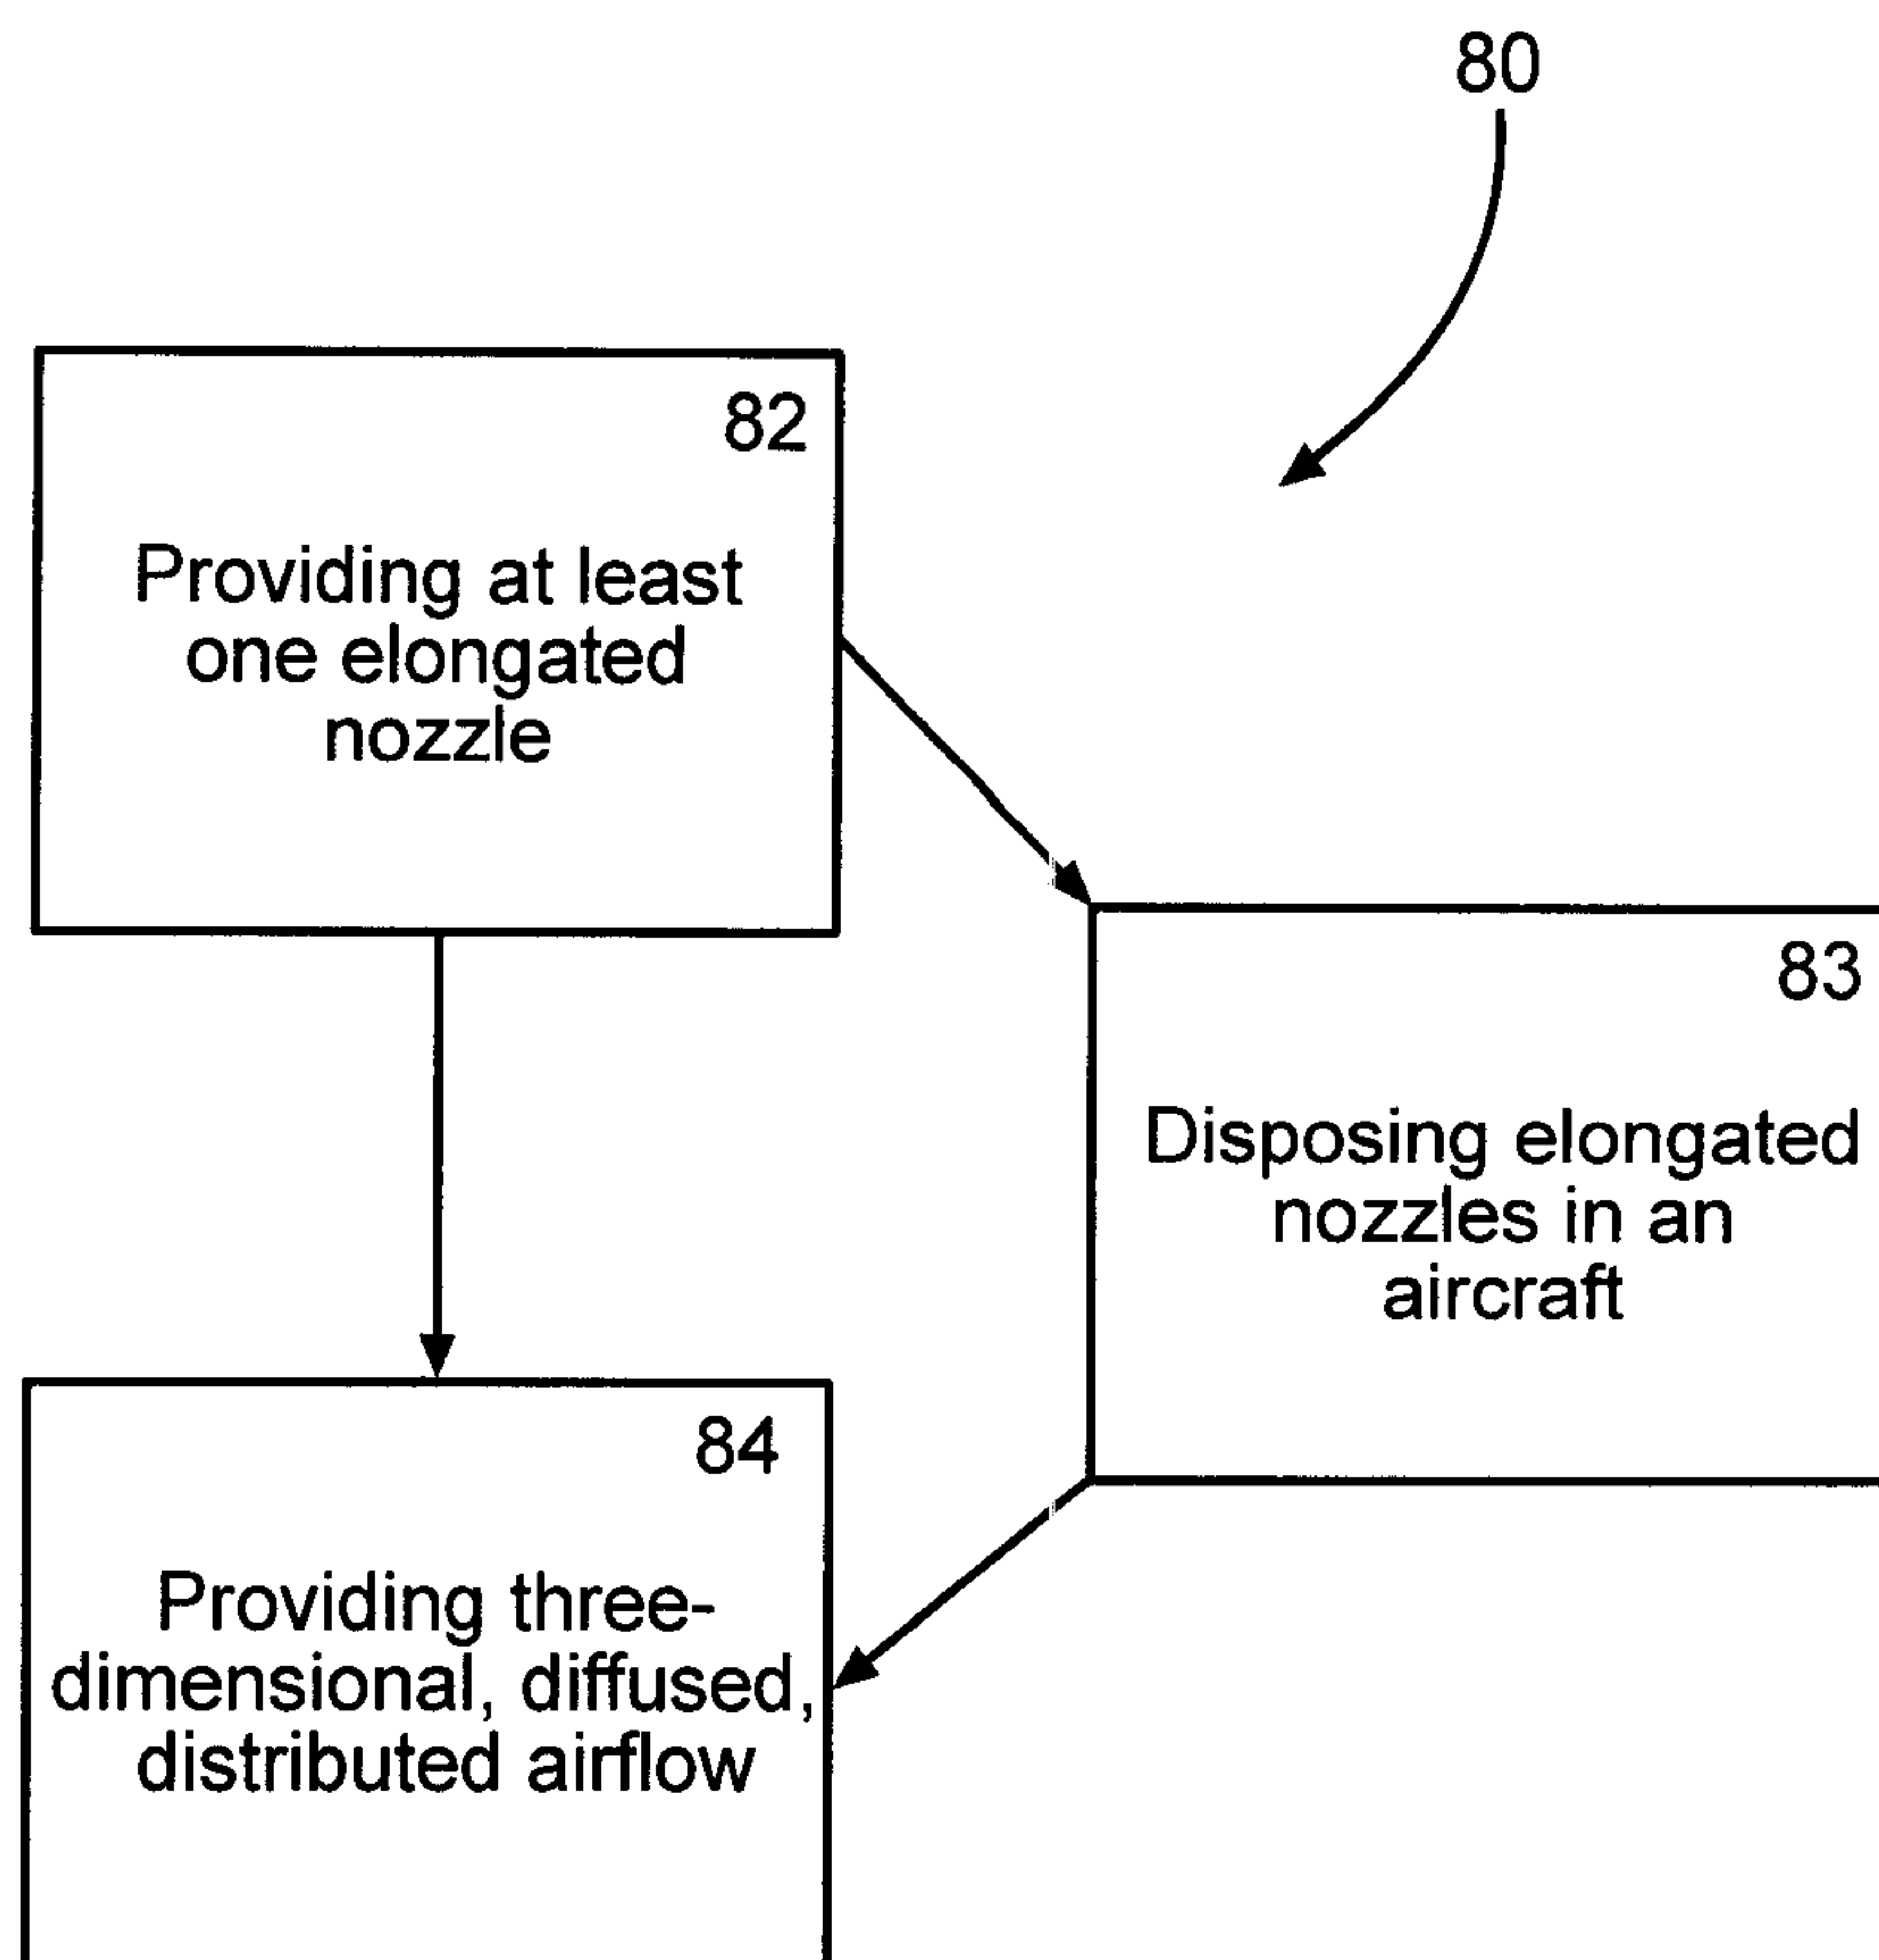 80
82
Providing at least
one elongated
nozzle
83
Disposing elongated
nozzles in an
aircraft
84
Providing three-
dimensional, diffused,
distributed airflow